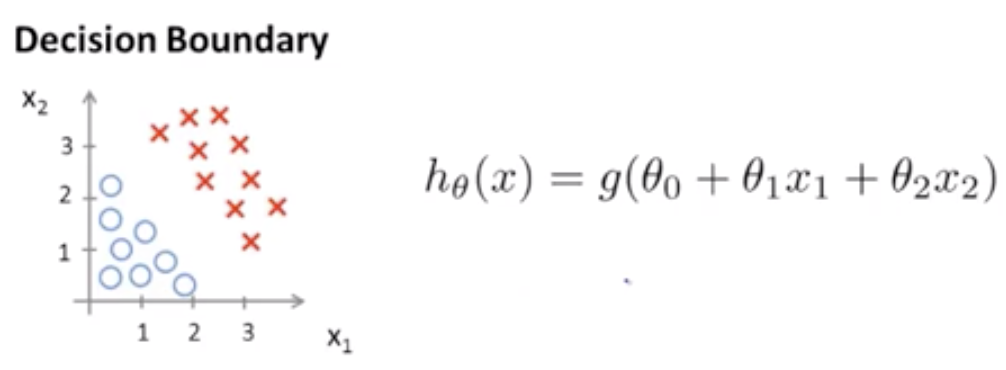 Decision Boundary
x₂
3
2
1
1 2 3
x₁
h_θ(x) = g(θ₀ + θ₁x₁ + θ₂x₂)